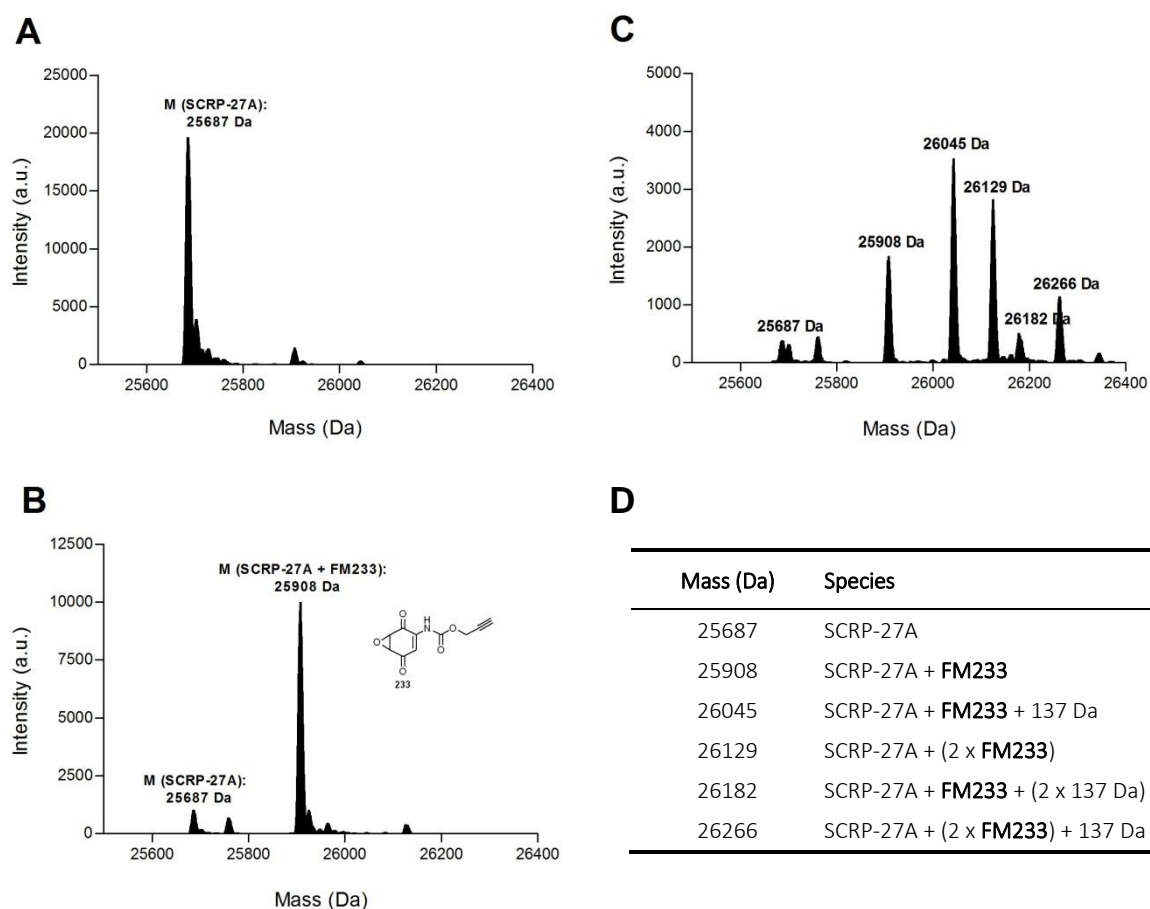 A
25000
20000
15000
10000
5000
0
Intensity (a.u.)
M (SCRP-27A):
25687 Da
25600
25800
26000
26200
26400
Mass (Da)
C
5000
4000
3000
2000
1000
0
Intensity (a.u.)
26045 Da
26129 Da
25908 Da
26266 Da
26182 Da
25687 Da
25600
25800
26000
26200
26400
Mass (Da)
B
12500
10000
7500
5000
2500
0
Intensity (a.u.)
M (SCRP-27A + FM233):
25908 Da
M (SCRP-27A):
25687 Da
O
H
N
O
O
O
O
233
25600
25800
26000
26200
26400
Mass (Da)
D
Mass (Da) Species
25687 SCRP-27A
25908 SCRP-27A + FM233
26045 SCRP-27A + FM233 + 137 Da
26129 SCRP-27A + (2 x FM233)
26182 SCRP-27A + FM233 + (2 x 137 Da)
26266 SCRP-27A + (2 x FM233) + 137 Da